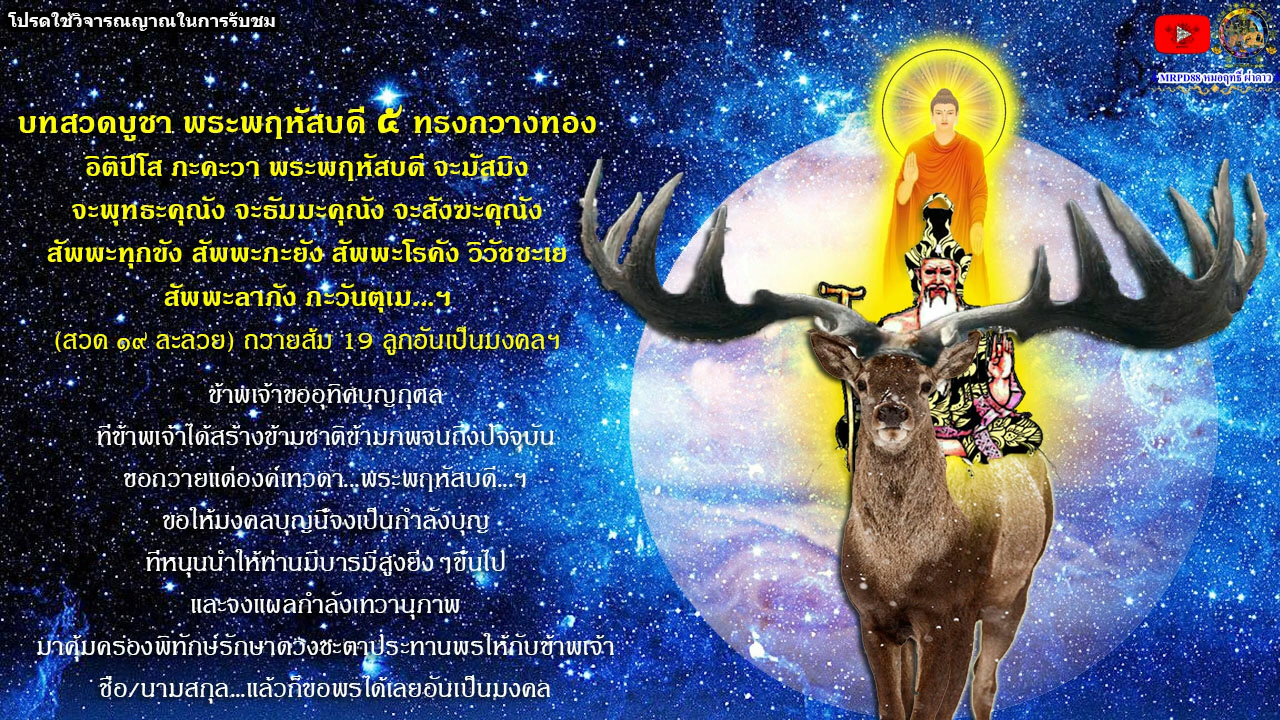 โปรดใช้วิจารณญาณในการรับชม
MRPD88 หมอฤทธิ์ ผ่าดาว
บทสวดบูชา พระพฤหัสบดี ๕ ทรงกวางทอง
อิติปิโส ภะคะวา พระพฤหัสบดี จะมัสมิง
จะพุทธะคุณัง จะธัมมะคุณัง จะสังฆะคุณัง
สัพพะทุกขัง สัพพะภะยัง สัพพะโรคัง วิวัชชะเย
สัพพะลาภัง ภะวันตุเม...ฯ
(สวด ๑๙ ละลวย) ถวายส้ม 19 ลูกอันเป็นมงคลฯ
ข้าพเจ้าขออุทิศบุญกุศล
ที่ข้าพเจ้าได้สร้างข้ามชาติข้ามภพจนถึงปัจจุบัน
ขอถวายแด่องค์เทวดา...พระพฤหัสบดี...ฯ
ขอให้มงคลบุญนี้จงเป็นกำลังบุญ
ที่หนุนนำให้ท่านมีบารมีสูงยิ่งๆขึ้นไป
และจงแผลกำลังเทวานุภาพ
มาคุ้มครองพิทักษ์รักษาดวงชะตาประทานพรให้กับข้าพเจ้า
ชื่อ/นามสกุล...แล้วก็ขอพรได้เลยอันเป็นมงคล